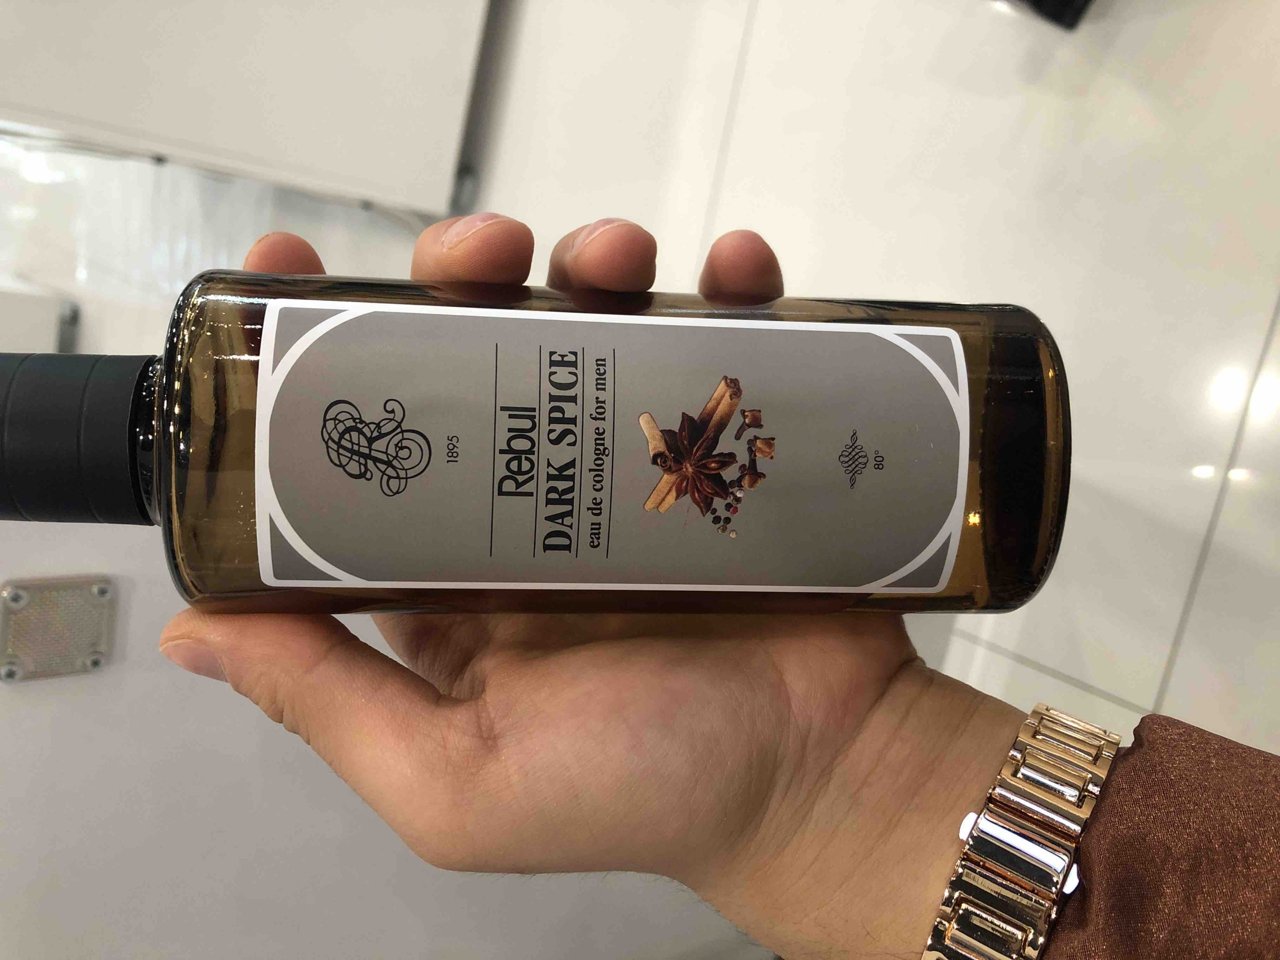 1895
Rebul
DARK SPICE
eau de cologne for men
80°